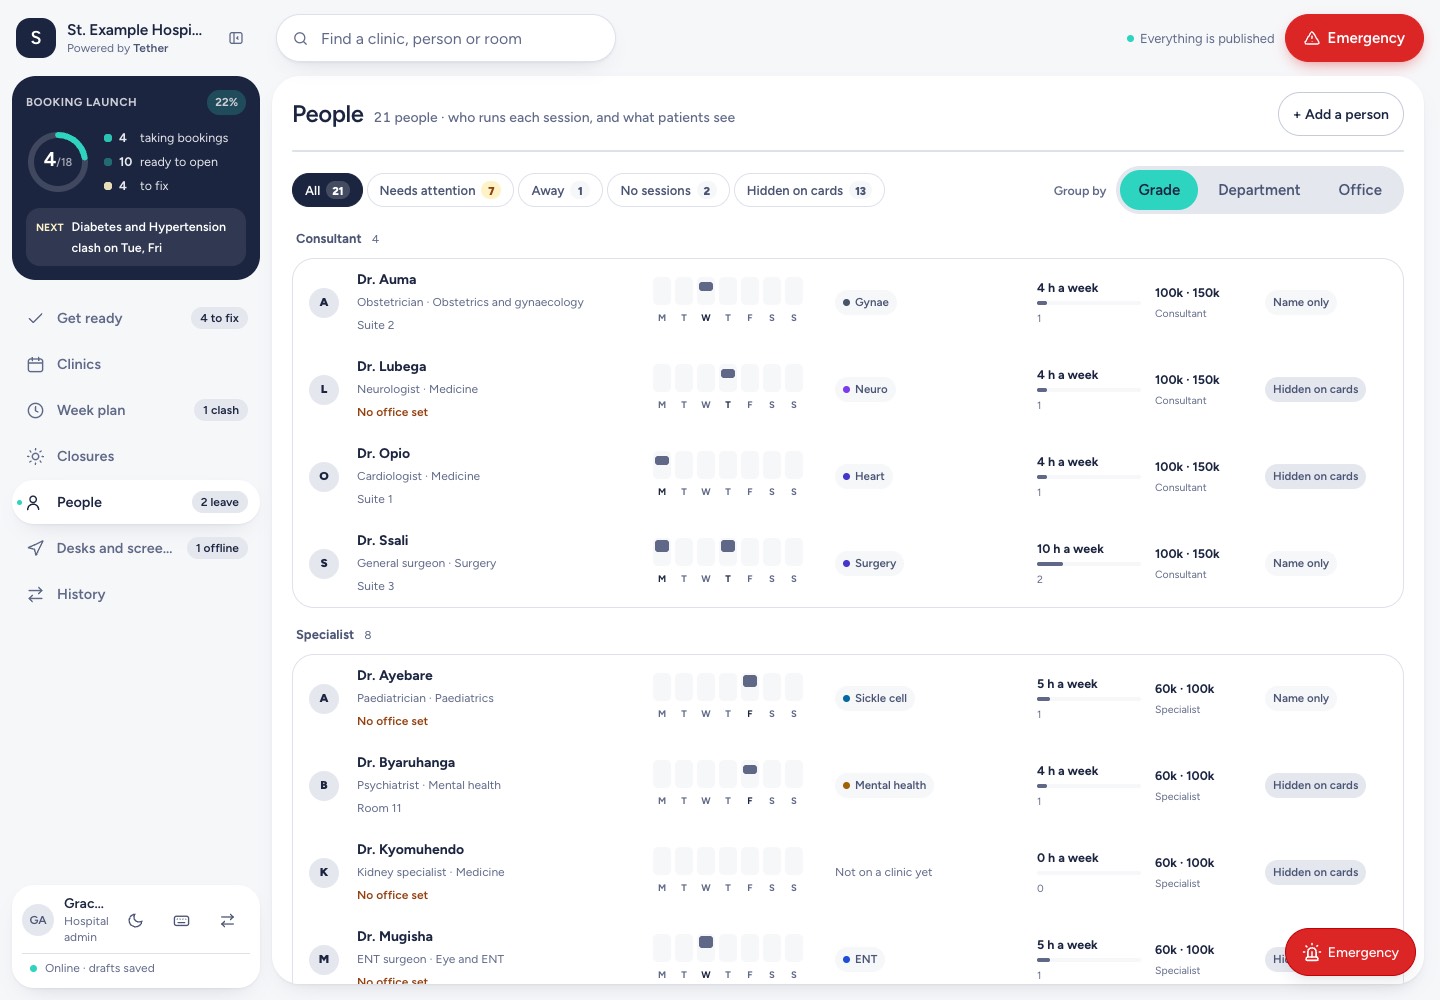 S
St. Example Hospi...
Powered by Tether
Find a clinic, person or room
Everything is published
Emergency
BOOKING LAUNCH
22%
4/18
4 taking bookings
10 ready to open
4 to fix
NEXT Diabetes and Hypertension
clash on Tue, Fri
Get ready
4 to fix
Clinics
Week plan
1 clash
Closures
People
2 leave
Desks and scree...
1 offline
History
GA
Grac...
Hospital
admin
Online · drafts saved
People
21 people · who runs each session, and what patients see
+ Add a person
All 21
Needs attention 7
Away 1
No sessions 2
Hidden on cards 13
Group by
Grade
Department
Office
Consultant 4
A
Dr. Auma
Obstetrician · Obstetrics and gynaecology
Suite 2
M T W T F S S
Gynae
4 h a week
1
100k · 150k
Consultant
Name only
L
Dr. Lubega
Neurologist · Medicine
No office set
M T W T F S S
Neuro
4 h a week
1
100k · 150k
Consultant
Hidden on cards
O
Dr. Opio
Cardiologist · Medicine
Suite 1
M T W T F S S
Heart
4 h a week
1
100k · 150k
Consultant
Hidden on cards
S
Dr. Ssali
General surgeon · Surgery
Suite 3
M T W T F S S
Surgery
10 h a week
2
100k · 150k
Consultant
Name only
Specialist 8
A
Dr. Ayebare
Paediatrician · Paediatrics
No office set
M T W T F S S
Sickle cell
5 h a week
1
60k · 100k
Specialist
Name only
B
Dr. Byaruhanga
Psychiatrist · Mental health
Room 11
M T W T F S S
Mental health
4 h a week
1
60k · 100k
Specialist
Hidden on cards
K
Dr. Kyomuhendo
Kidney specialist · Medicine
No office set
M T W T F S S
Not on a clinic yet
0 h a week
0
60k · 100k
Specialist
Hidden on cards
M
Dr. Mugisha
ENT surgeon · Eye and ENT
No office set
M T W T F S S
ENT
5 h a week
1
60k · 100k
Specialist
Emergency